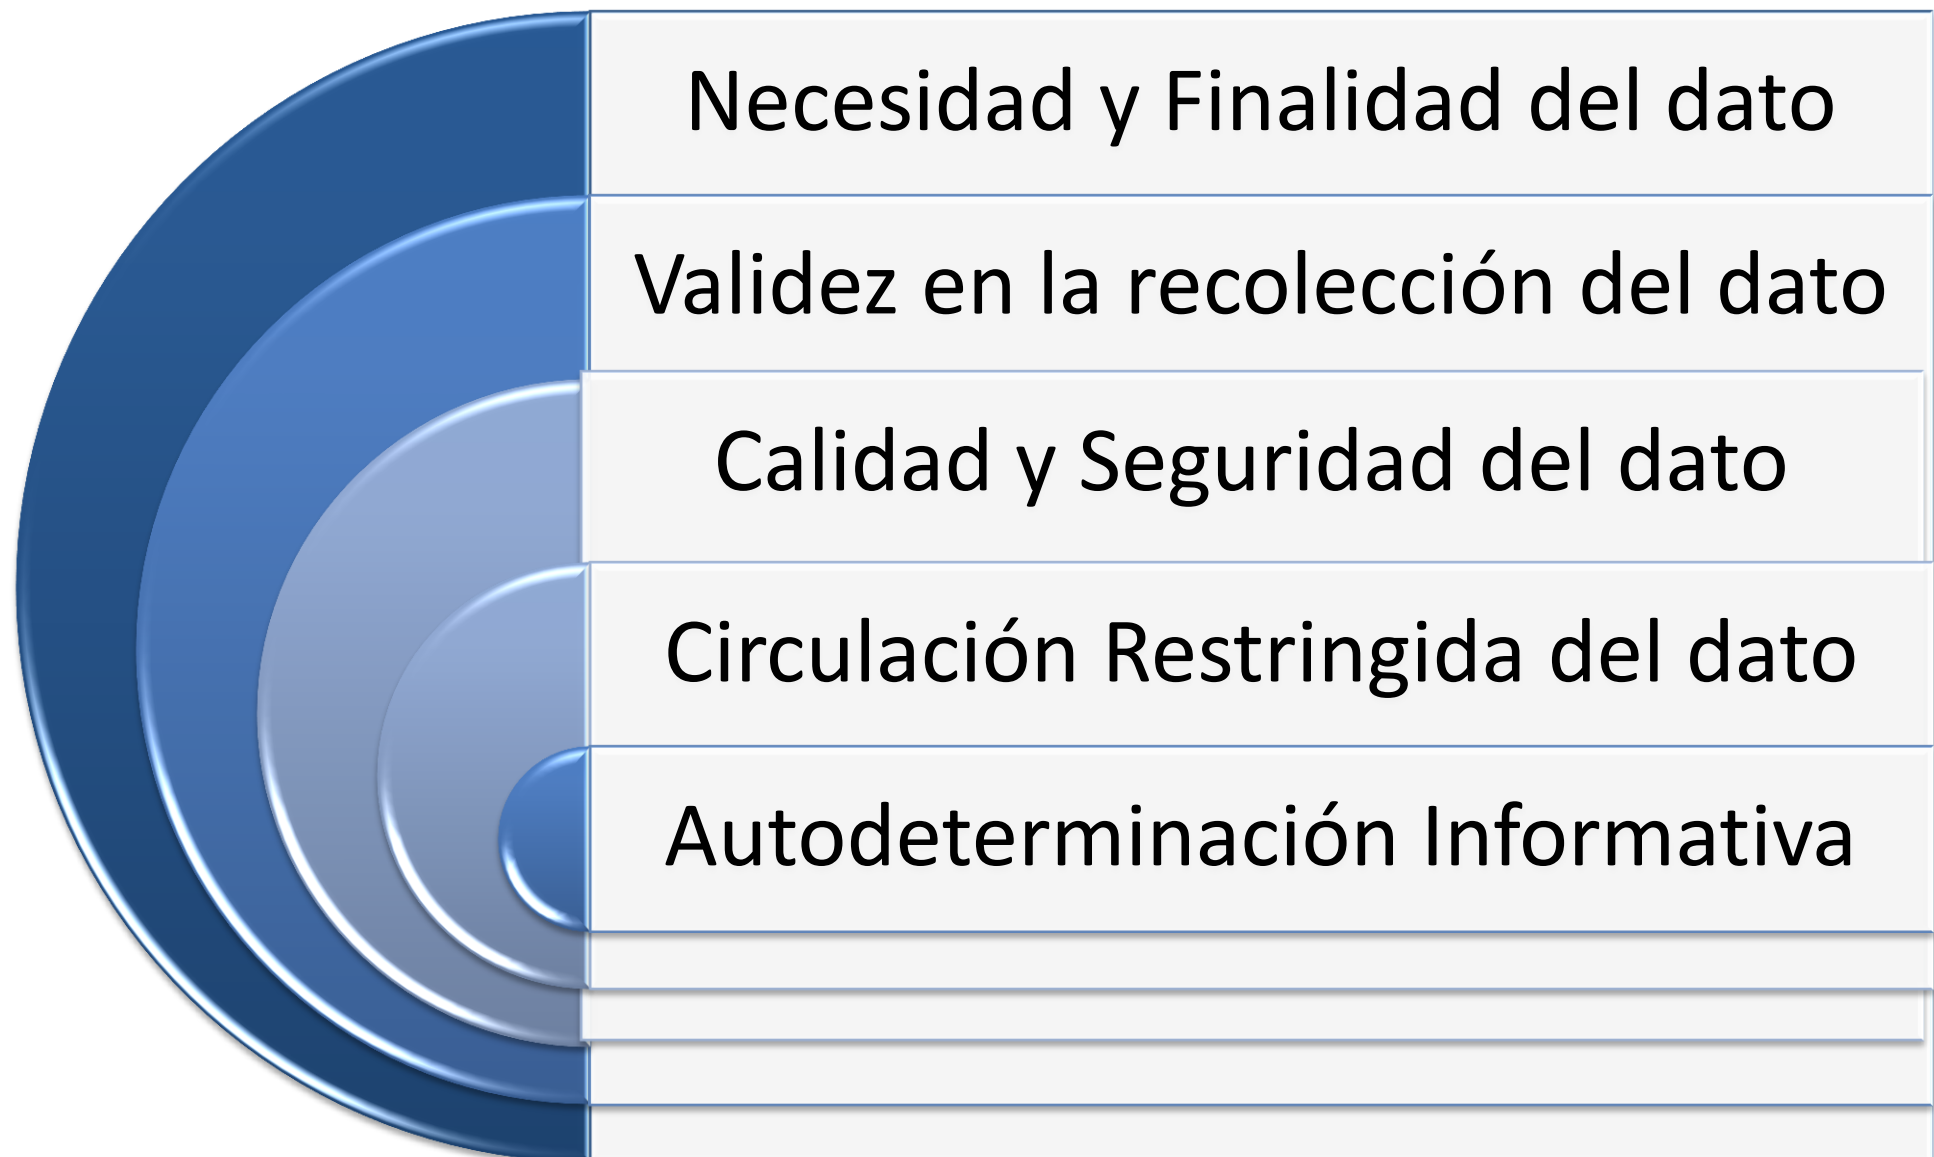 Necesidad y Finalidad del dato
Validez en la recolección del dato
Calidad y Seguridad del dato
Circulación Restringida del dato
Autodeterminación Informativa